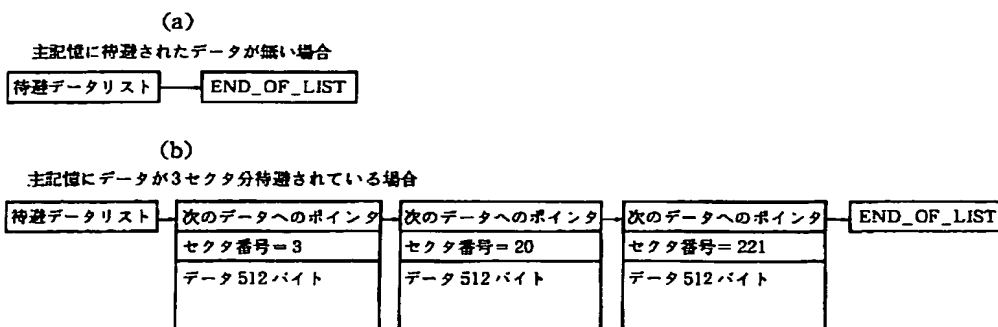 (a)
主記憶に待避されたデータが無い場合
待避データリスト END_OF_LIST
(b)
主記憶にデータが3セクタ分待避されている場合
待避データリスト 次のデータへのポインタ 次のデータへのポインタ 次のデータへのポインタ END_OF_LIST
セクタ番号=3 セクタ番号=20 セクタ番号=221
データ512バイト データ512バイト データ512バイト